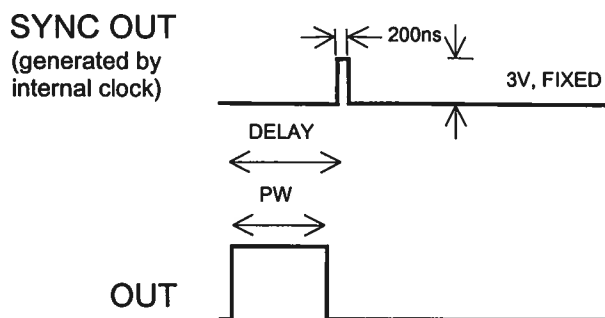 SYNC OUT
(generated by
internal clock)
200ns
3V, FIXED
DELAY
PW
OUT